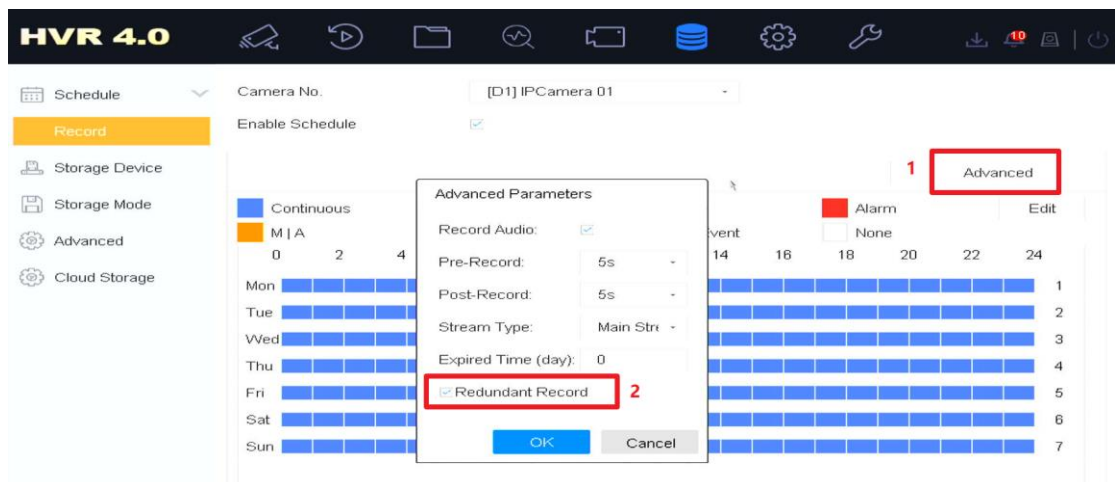 HVR 4.0
10
Schedule
Record
Storage Device
Storage Mode
Advanced
Cloud Storage
Camera No. [D1] IPCamera 01
Enable Schedule
1 Advanced
Continuous Alarm Edit
M | A None
0 2 4 14 16 18 20 22 24
Mon 1
Tue 2
Wed 3
Thu 4
Fri 5
Sat 6
Sun 7
Advanced Parameters
Record Audio:
Pre-Record: 5s
Post-Record: 5s
Stream Type: Main Stre
Expired Time (day): 0
Redundant Record 2
OK Cancel